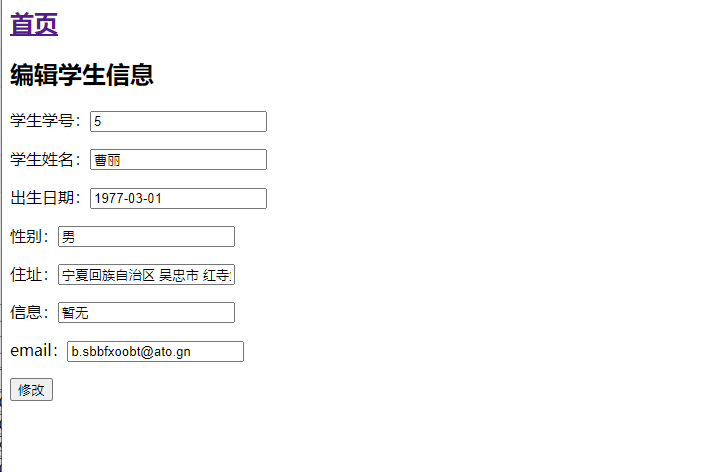 首页
编辑学生信息
学生学号：5
学生姓名：曹丽
出生日期：1977-03-01
性别：男
住址：宁夏回族自治区 吴忠市 红寺
信息：暂无
email：b.sbbfxoobt@ato.gn
修改